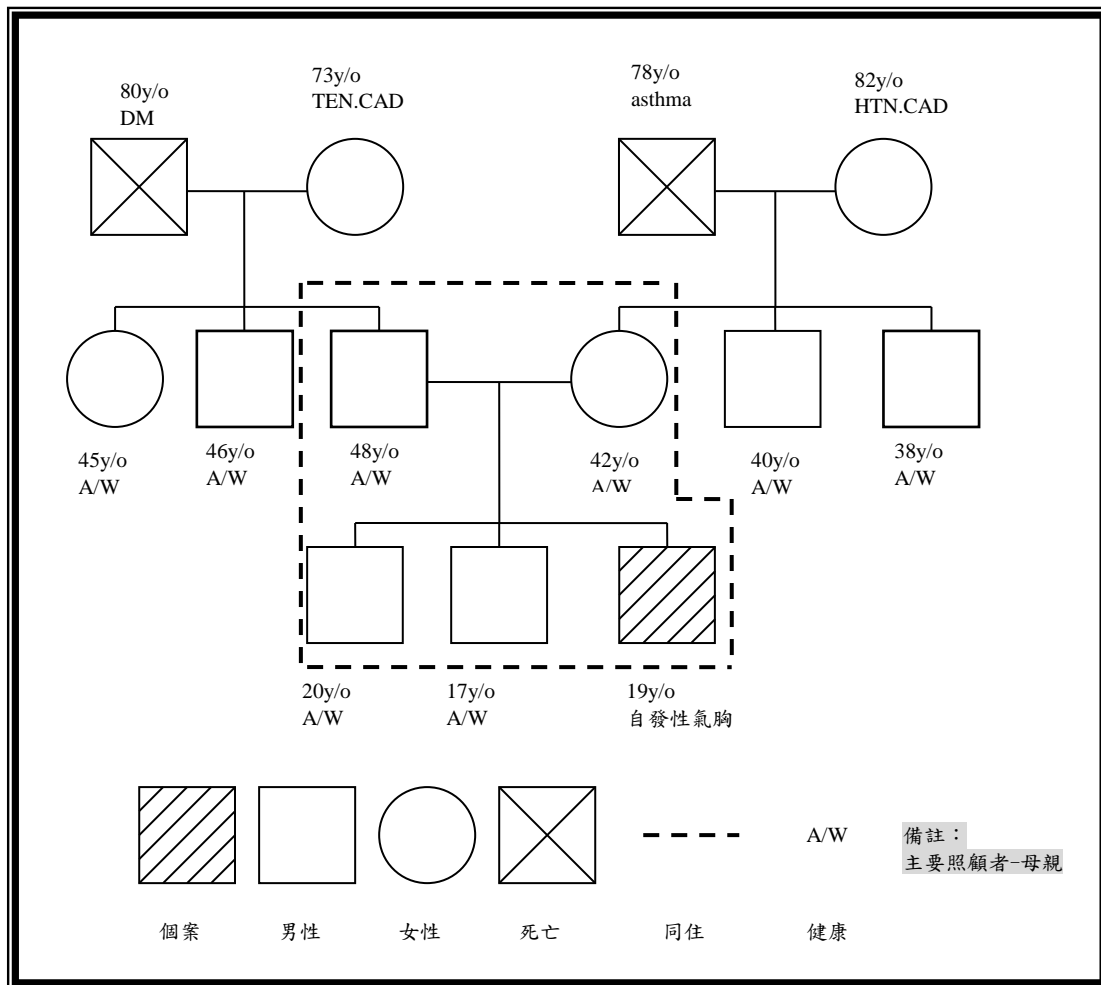 80y/o
DM
73y/o
TEN.CAD
78y/o
asthma
82y/o
HTN.CAD
45y/o
A/W
46y/o
A/W
48y/o
A/W
42y/o
A/W
40y/o
A/W
38y/o
A/W
20y/o
A/W
17y/o
A/W
19y/o
自發性氣胸
A/W
備註：
主要照顧者-母親
個案
男性
女性
死亡
同住
健康